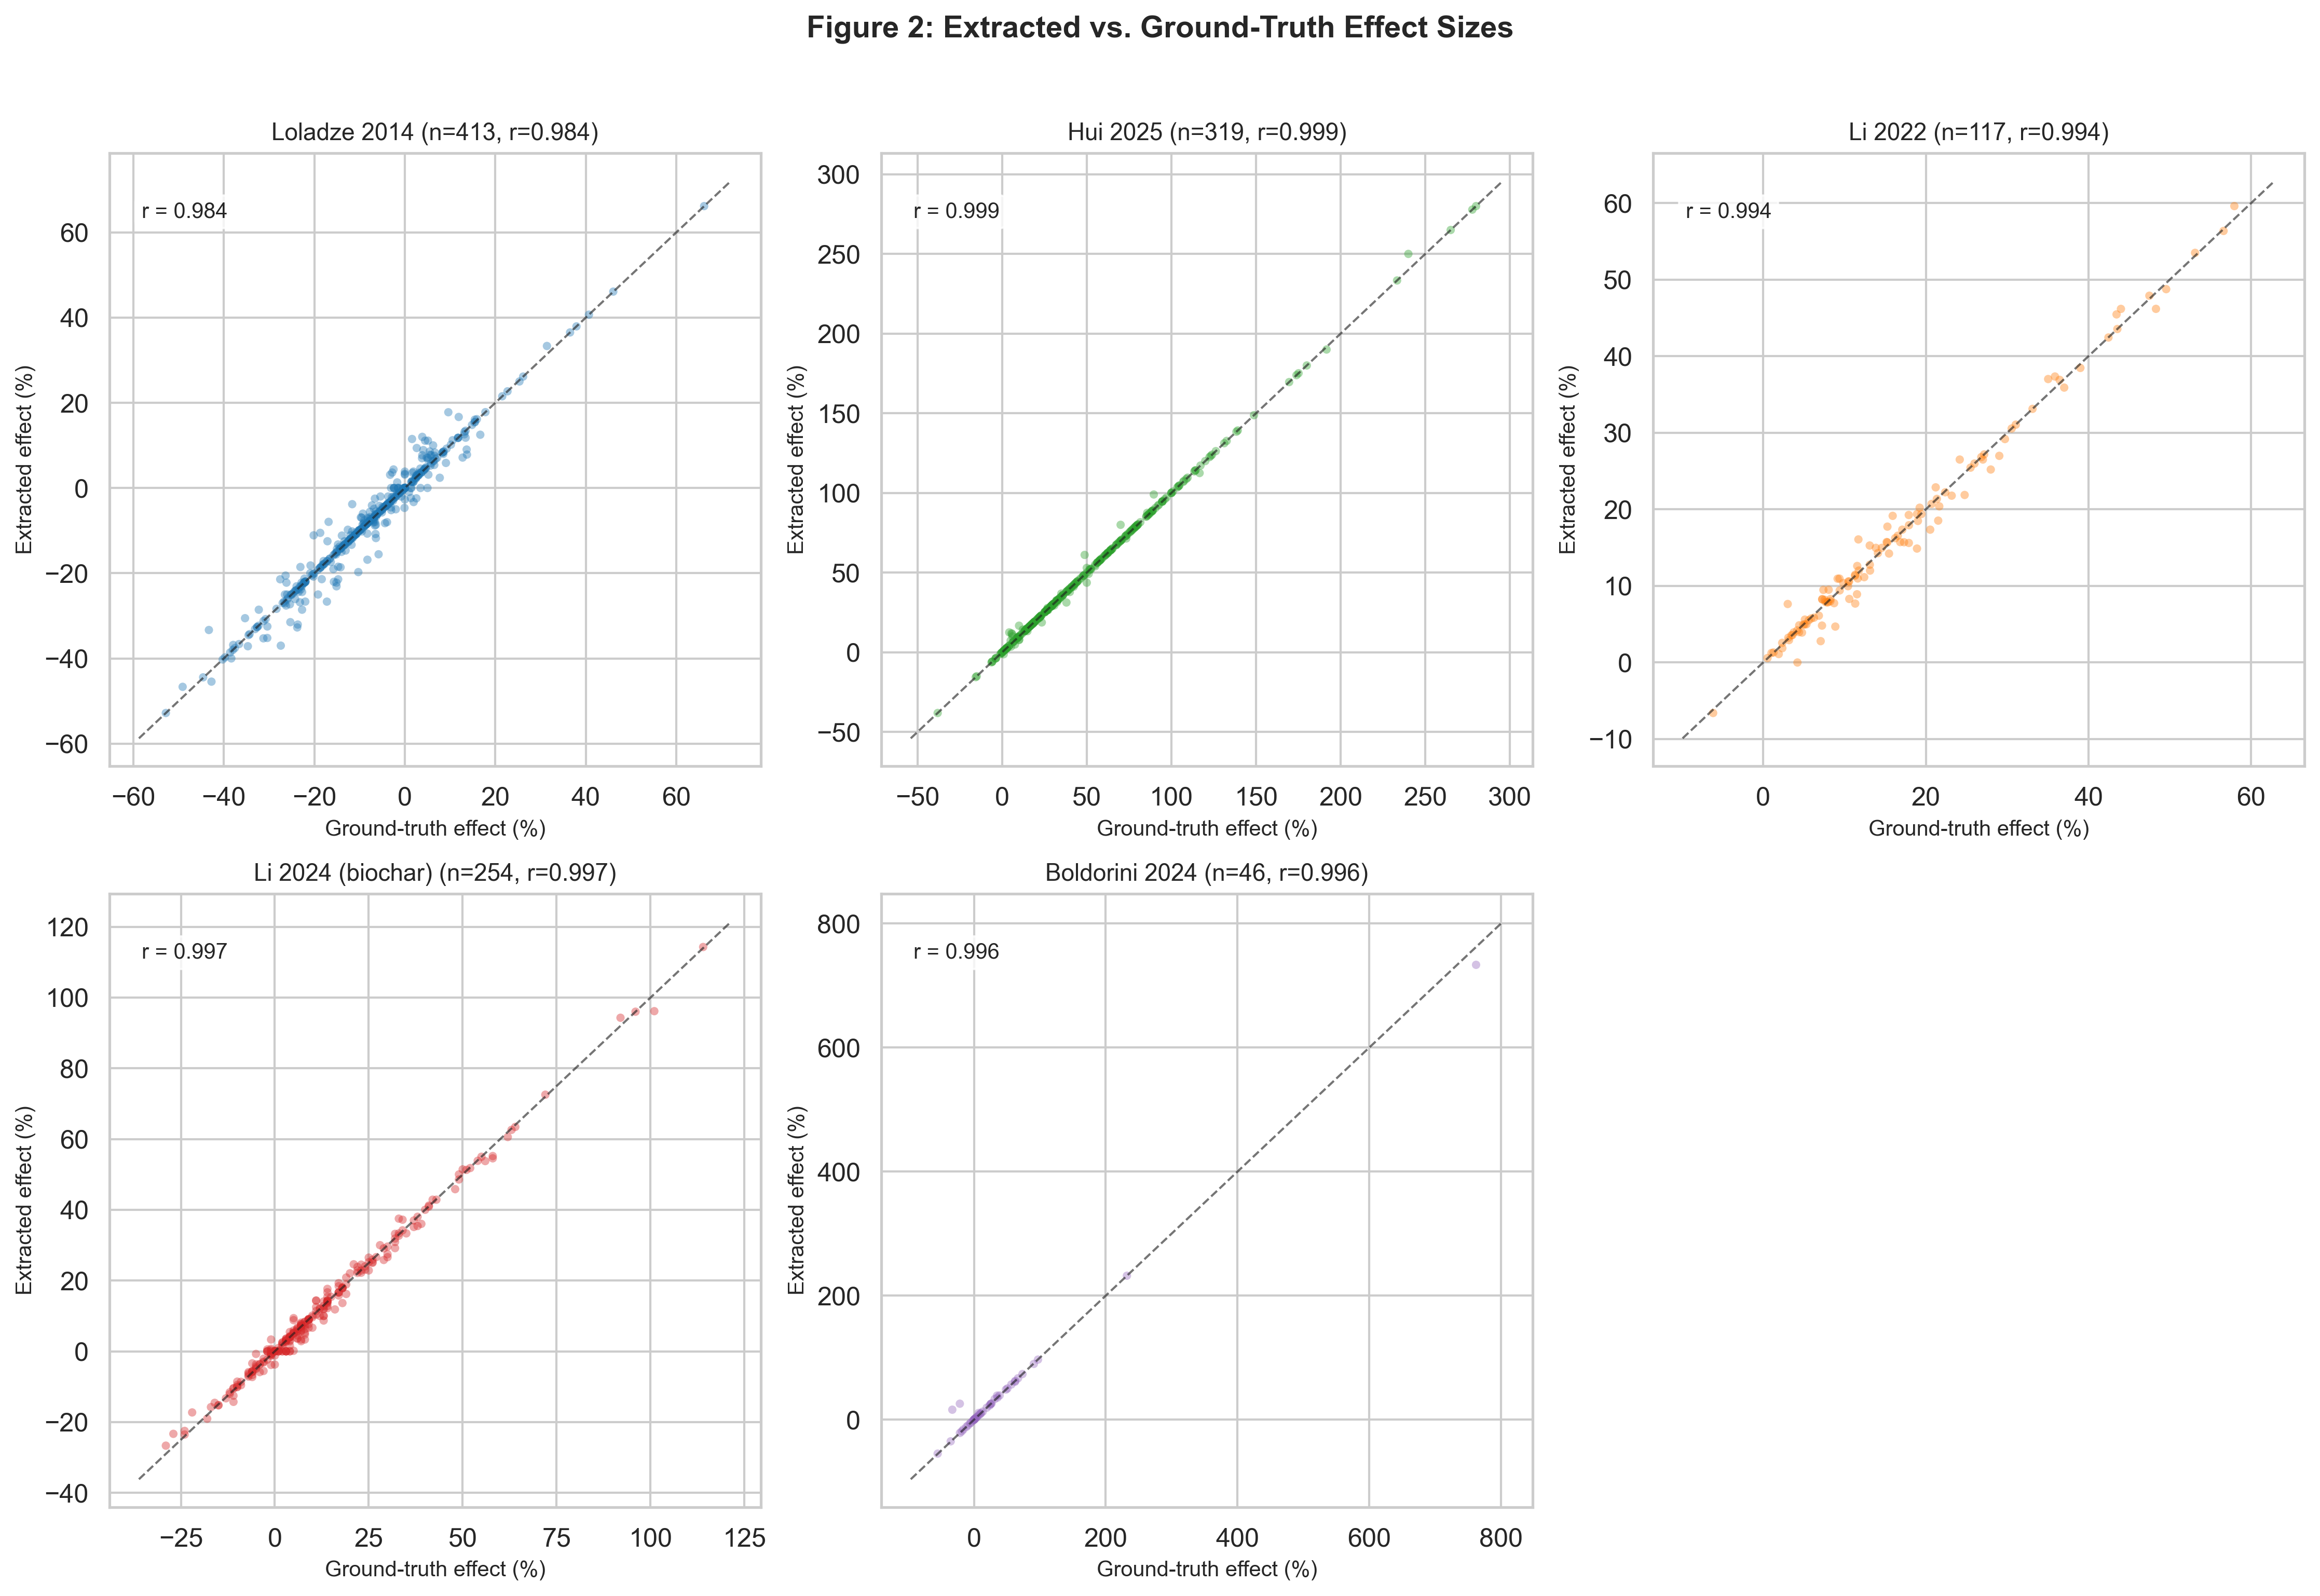 Figure 2: Extracted vs. Ground-Truth Effect Sizes
Loladze 2014 (n=413, r=0.984)
r = 0.984
60
40
20
0
−20
−40
−60
Extracted effect (%)
−60 −40 −20 0 20 40 60
Ground-truth effect (%)
Hui 2025 (n=319, r=0.999)
r = 0.999
300
250
200
150
100
50
0
−50
Extracted effect (%)
−50 0 50 100 150 200 250 300
Ground-truth effect (%)
Li 2022 (n=117, r=0.994)
r = 0.994
60
50
40
30
20
10
0
−10
Extracted effect (%)
0 20 40 60
Ground-truth effect (%)
Li 2024 (biochar) (n=254, r=0.997)
r = 0.997
120
100
80
60
40
20
0
−20
−40
Extracted effect (%)
−25 0 25 50 75 100 125
Ground-truth effect (%)
Boldorini 2024 (n=46, r=0.996)
r = 0.996
800
600
400
200
0
Extracted effect (%)
0 200 400 600 800
Ground-truth effect (%)